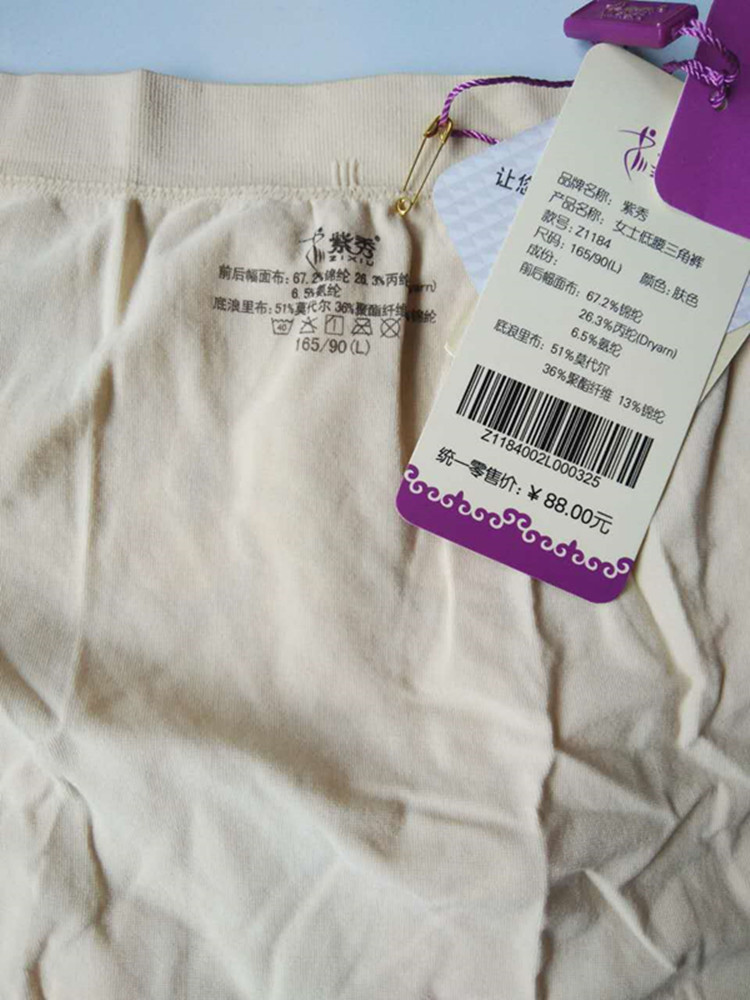 紫秀
ZIXIU
前后幅面布：67.2%锦纶 26.3%丙纶
6.5%氨纶
底浪里布：51%莫代尔 36%聚酯纤维 锦纶
40
165/90(L)
让您
ZIXIU
品牌名称：紫秀
产品名称：女士低腰三角裤
款号：Z1184
尺码：165/90(L) 颜色：肤色
成份：
前后幅面布：67.2%锦纶
26.3%丙纶(Dryarn)
6.5%氨纶
底浪里布：51%莫代尔
36%聚酯纤维 13%锦纶
Z1184002L000325
统一零售价：￥88.00元